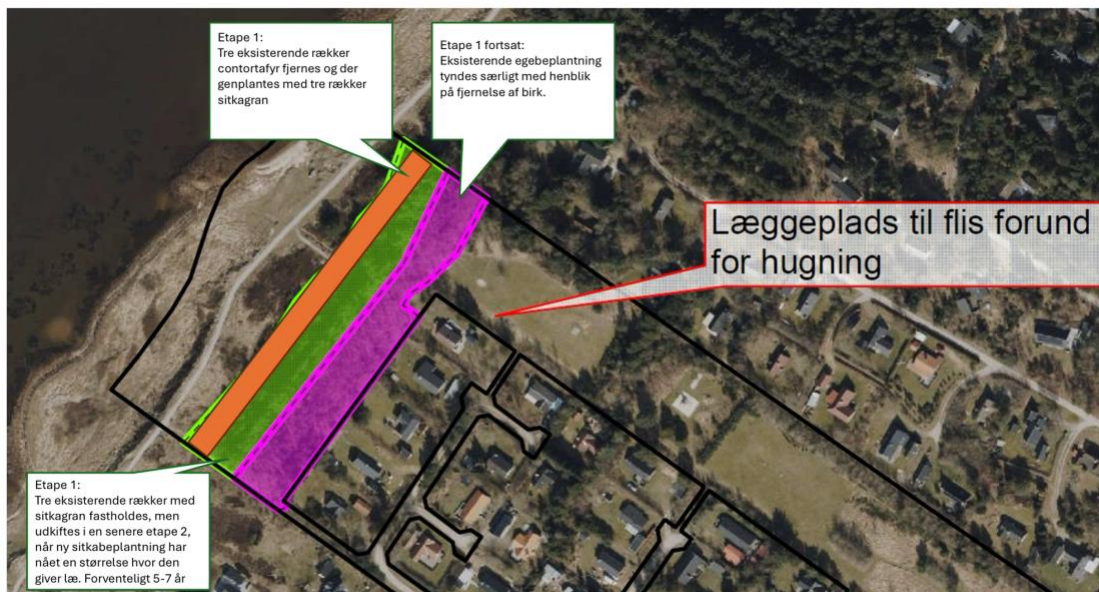 Etape 1:
Tre eksisterende rækker
contortafyr fjernes og der
genplantes med tre rækker
sitkagran
Etape 1 fortsat:
Eksisterende egebeplantning
tyndes særligt med henblik
på fjernelse af birk.
Læggeplads til flis forund
for hugning
Etape 1:
Tre eksisterende rækker med
sitkagran fastholdes, men
udkiftes i en senere etape 2,
når ny sitkabeplantning har
nået en størrelse hvor den
giver læ. Forventeligt 5-7 år